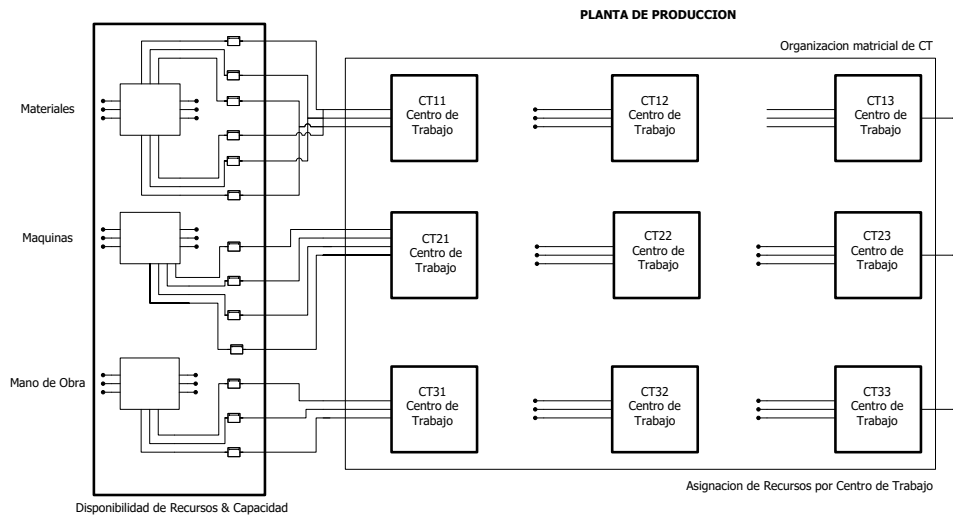 PLANTA DE PRODUCCION
Organizacion matricial de CT
Materiales
CT11
Centro de
Trabajo
CT12
Centro de
Trabajo
CT13
Centro de
Trabajo
Maquinas
CT21
Centro de
Trabajo
CT22
Centro de
Trabajo
CT23
Centro de
Trabajo
Mano de Obra
CT31
Centro de
Trabajo
CT32
Centro de
Trabajo
CT33
Centro de
Trabajo
Asignacion de Recursos por Centro de Trabajo
Disponibilidad de Recursos & Capacidad